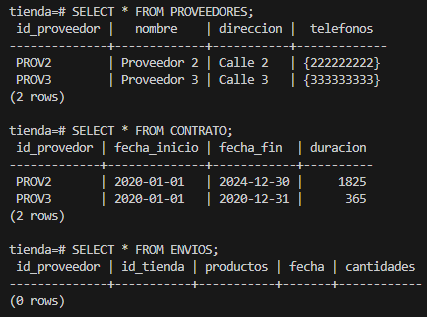 tienda=# SELECT * FROM PROVEEDORES;
 id_proveedor |   nombre    | direccion |  telefonos
--------------+-------------+-----------+-------------
 PROV2        | Proveedor 2 | Calle 2   | {222222222}
 PROV3        | Proveedor 3 | Calle 3   | {333333333}
(2 rows)

tienda=# SELECT * FROM CONTRATO;
 id_provedor | fecha_inicio | fecha_fin  | duracion
-------------+--------------+------------+----------
 PROV2       | 2020-01-01   | 2024-12-30 |     1825
 PROV3       | 2020-01-01   | 2020-12-31 |      365
(2 rows)

tienda=# SELECT * FROM ENVIOS;
 id_proveedor | id_tienda | productos | fecha | cantidades
--------------+-----------+-----------+-------+------------
(0 rows)